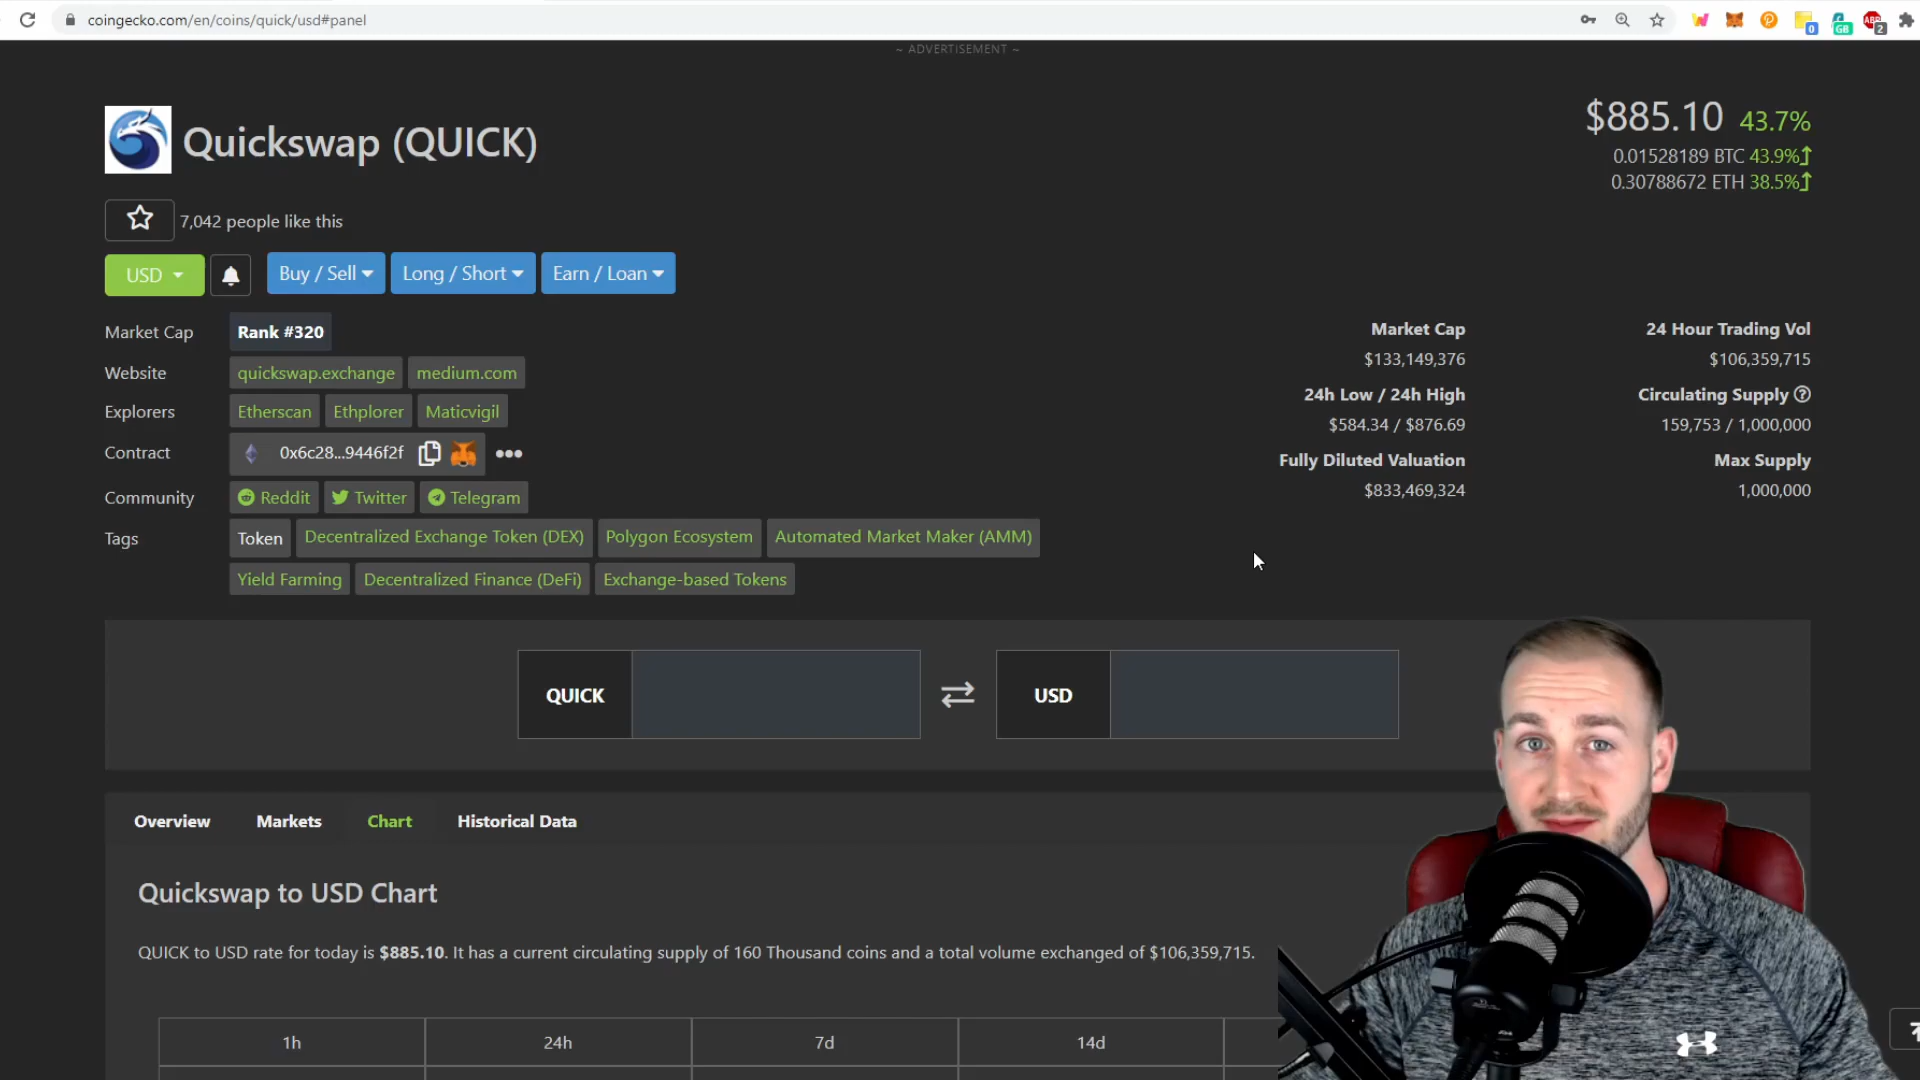 coingecko.com/en/coins/quick/usd#panel
0
GB
ABP
2
~ ADVERTISEMENT ~
Quickswap (QUICK)
$885.10 43.7%
0.01528189 BTC 43.9%
0.30788672 ETH 38.5%
7,042 people like this
USD
Buy / Sell
Long / Short
Earn / Loan
Market Cap Rank #320
Website quickswap.exchange medium.com
Explorers Etherscan Ethplorer Maticvigil
Contract 0x6c28...9446f2f •••
Community Reddit Twitter Telegram
Tags Token Decentralized Exchange Token (DEX) Polygon Ecosystem Automated Market Maker (AMM)
Yield Farming Decentralized Finance (DeFi) Exchange-based Tokens
Market Cap
$133,149,376
24h Low / 24h High
$584.34 / $876.69
Fully Diluted Valuation
$833,469,324
24 Hour Trading Vol
$106,359,715
Circulating Supply ?
159,753 / 1,000,000
Max Supply
1,000,000
QUICK
USD
Overview Markets Chart Historical Data
Quickswap to USD Chart
QUICK to USD rate for today is $885.10. It has a current circulating supply of 160 Thousand coins and a total volume exchanged of $106,359,715.
1h 24h 7d 14d